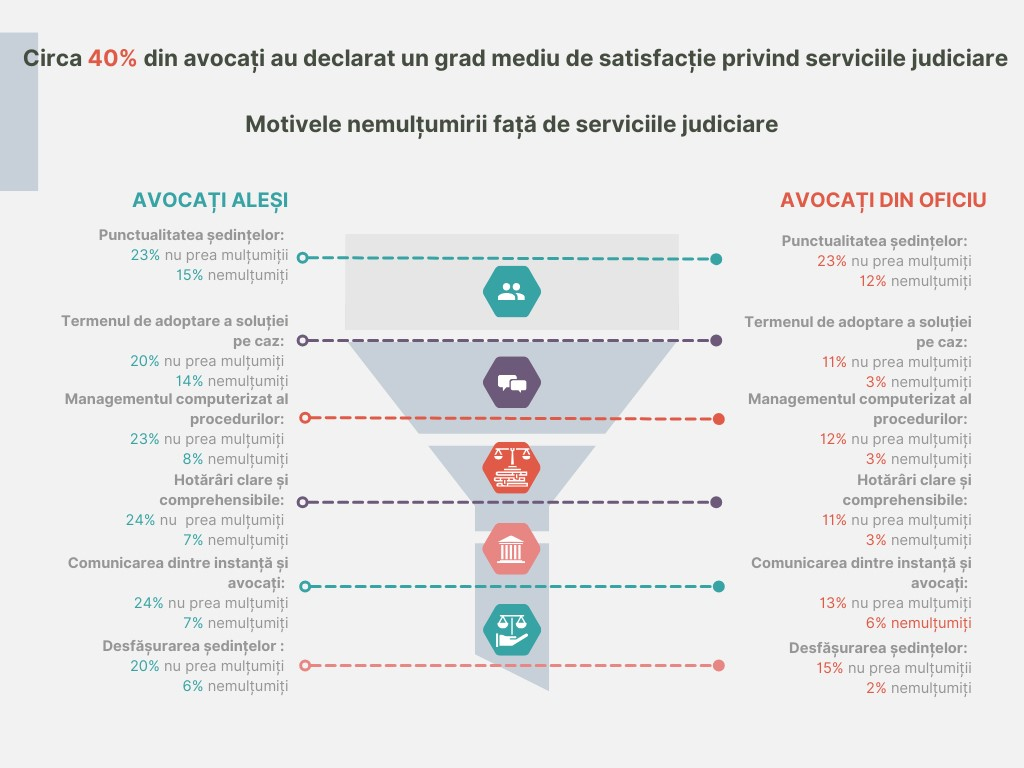 Circa 40% din avocați au declarat un grad mediu de satisfacție privind serviciile judiciare
Motivele nemulțumirii față de serviciile judiciare
AVOCAȚI ALEȘI
Punctualitatea ședințelor:
23% nu prea mulțumiții
15% nemulțumiți
Termenul de adoptare a soluției
pe caz:
20% nu prea mulțumiți
14% nemulțumiți
Managementul computerizat al
procedurilor:
23% nu prea mulțumiți
8% nemulțumiți
Hotărâri clare și
comprehensibile:
24% nu  prea mulțumiți
7% nemulțumiți
Comunicarea dintre instanță și
avocați:
24% nu prea mulțumiți
7% nemulțumiți
Desfășurarea ședințelor :
20% nu prea mulțumiți
6% nemulțumiți
AVOCAȚI DIN OFICIU
Punctualitatea ședințelor:
23% nu prea mulțumiți
12% nemulțumiți
Termenul de adoptare a soluției
pe caz:
11% nu prea mulțumiți
3% nemulțumiți
Managementul computerizat al
procedurilor:
12% nu prea mulțumiți
3% nemulțumiți
Hotărâri clare și
comprehensibile:
11% nu prea mulțumiți
3% nemulțumiți
Comunicarea dintre instanță și
avocați:
13% nu prea mulțumiți
6% nemulțumiți
Desfășurarea ședințelor:
15% nu prea mulțumiții
2% nemulțumiți